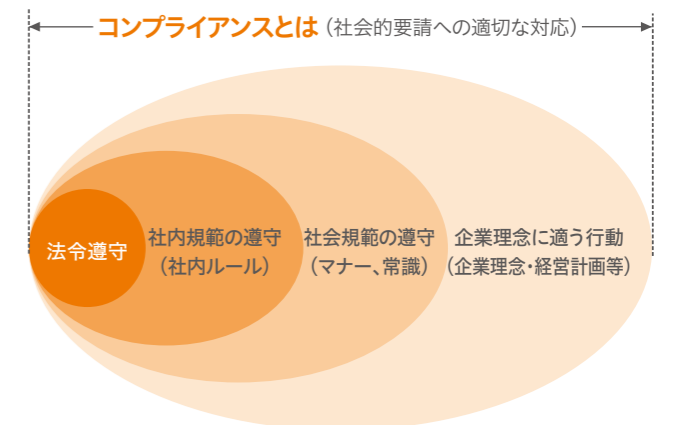 コンプライアンスとは（社会的要請への適切な対応）
法令遵守
社内規範の遵守
（社内ルール）
社会規範の遵守
（マナー、常識）
企業理念に適う行動
（企業理念・経営計画等）